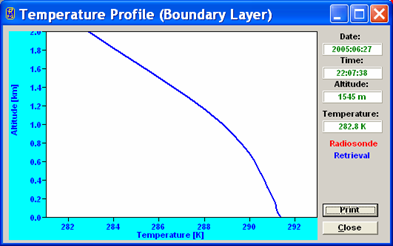 Temperature Profile (Boundary Layer)
Date:
2005:06:27
Time:
22:07:38
Altitude:
1545 m
Temperature:
282.8 K
Radiosonde
Retrieval
Print
Close
Altitude [km]
2.0
1.8
1.6
1.4
1.2
1.0
0.8
0.6
0.4
0.2
0.0
282 284 286 288 290 292
Temperature [K]